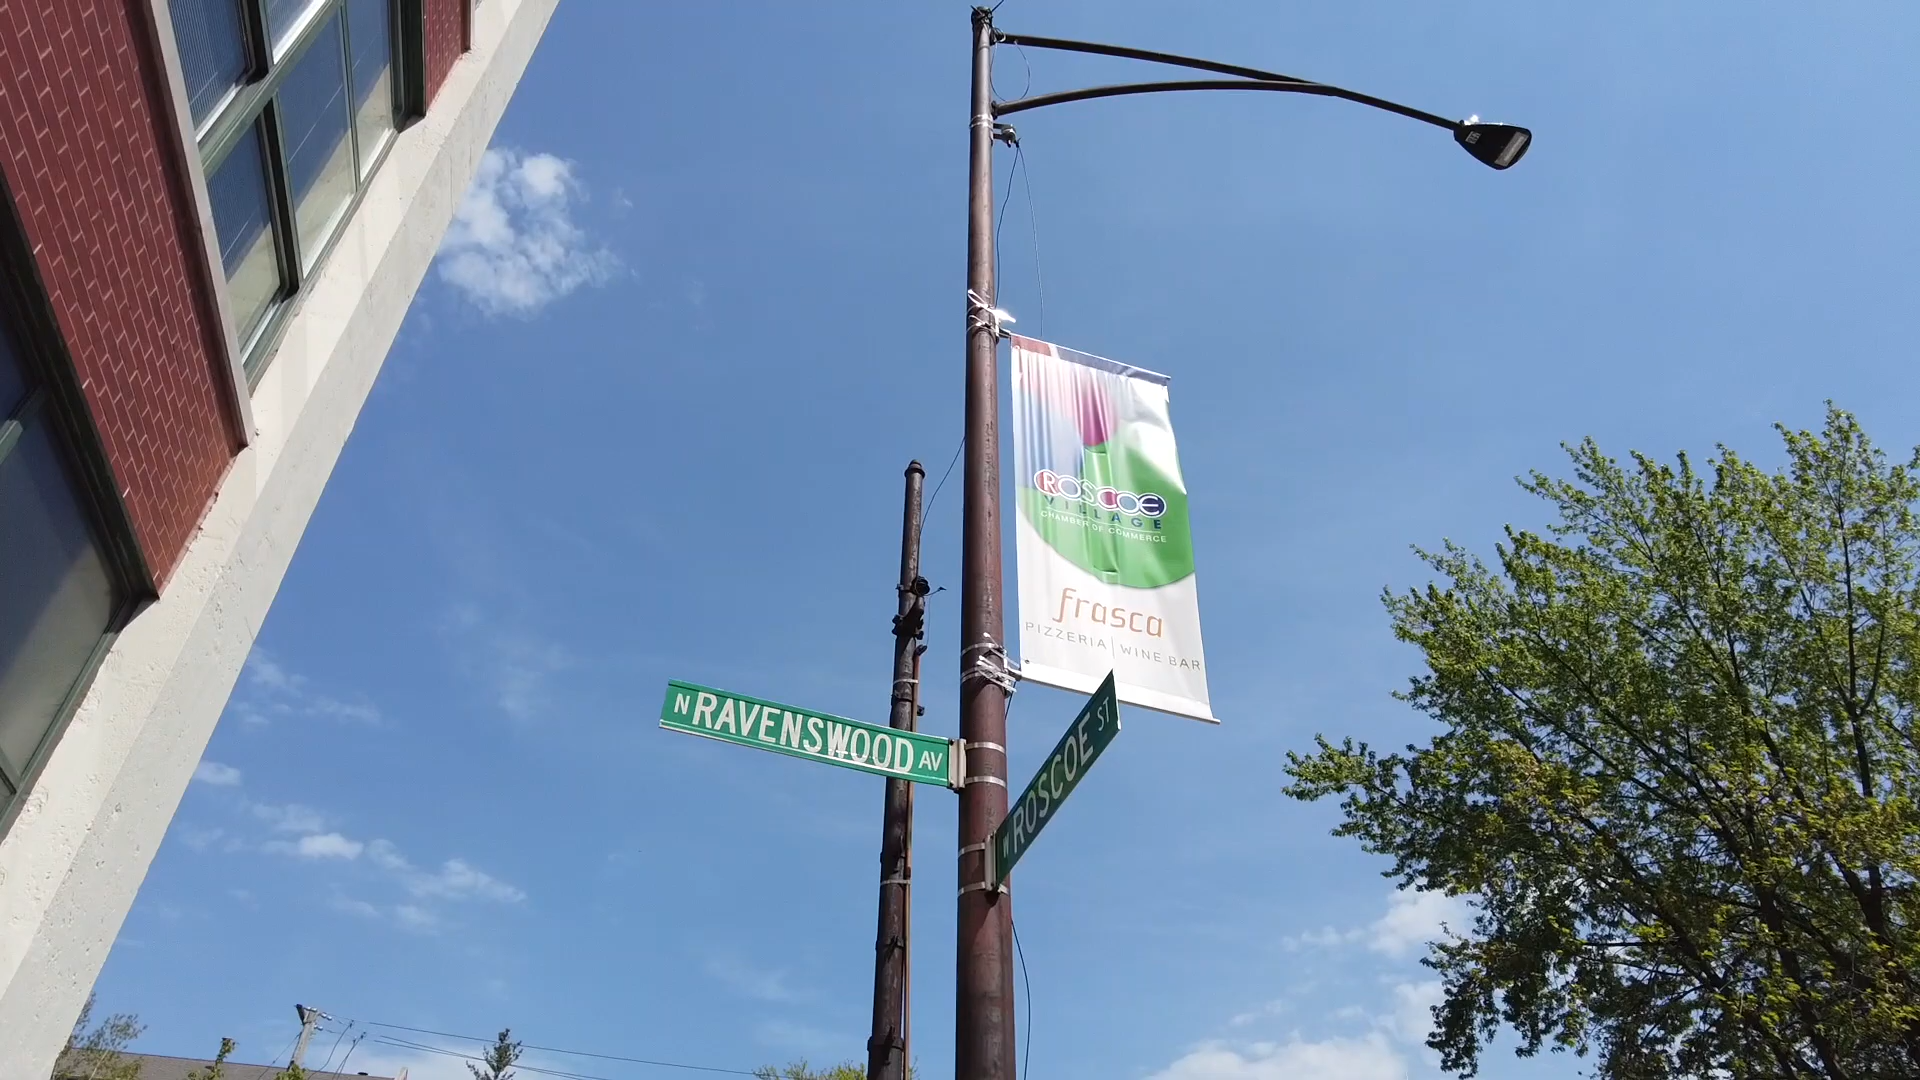 ROSCOE
VILLAGE
CHAMBER OF COMMERCE
frasca
PIZZERIA | WINE BAR
N RAVENSWOOD AV
W ROSCOE ST